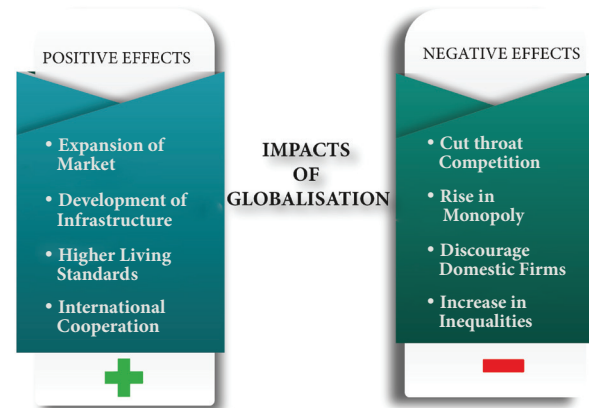 POSITIVE EFFECTS
• Expansion of
Market
• Development of
Infrastructure
• Higher Living
Standards
• International
Cooperation
IMPACTS
OF
GLOBALISATION
NEGATIVE EFFECTS
• Cut throat
Competition
• Rise in
Monopoly
• Discourage
Domestic Firms
• Increase in
Inequalities